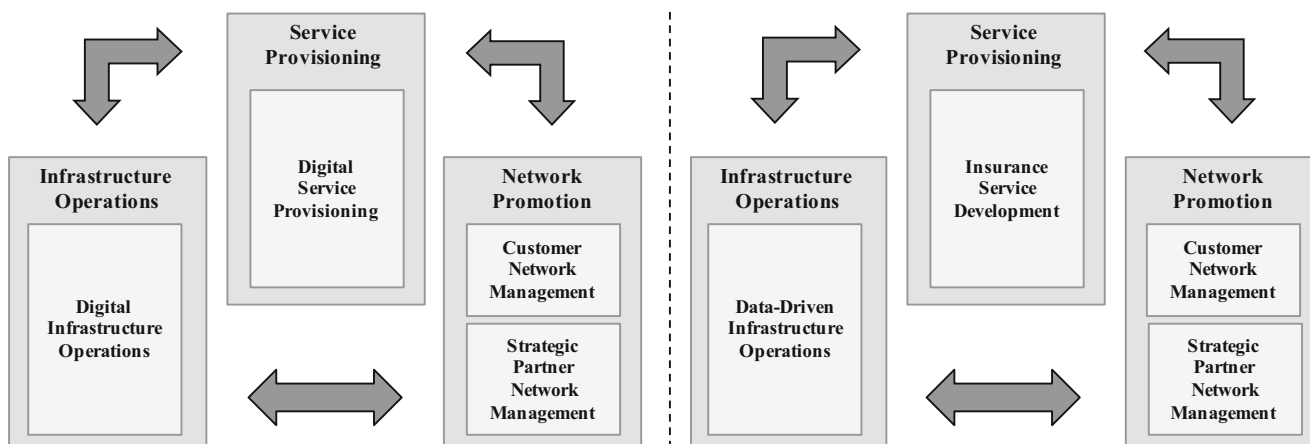 Service
Provisioning
Digital
Service
Provisioning
Infrastructure
Operations
Digital
Infrastructure
Operations
Network
Promotion
Customer
Network
Management
Strategic
Partner
Network
Management
Service
Provisioning
Insurance
Service
Development
Infrastructure
Operations
Data-Driven
Infrastructure
Operations
Network
Promotion
Customer
Network
Management
Strategic
Partner
Network
Management